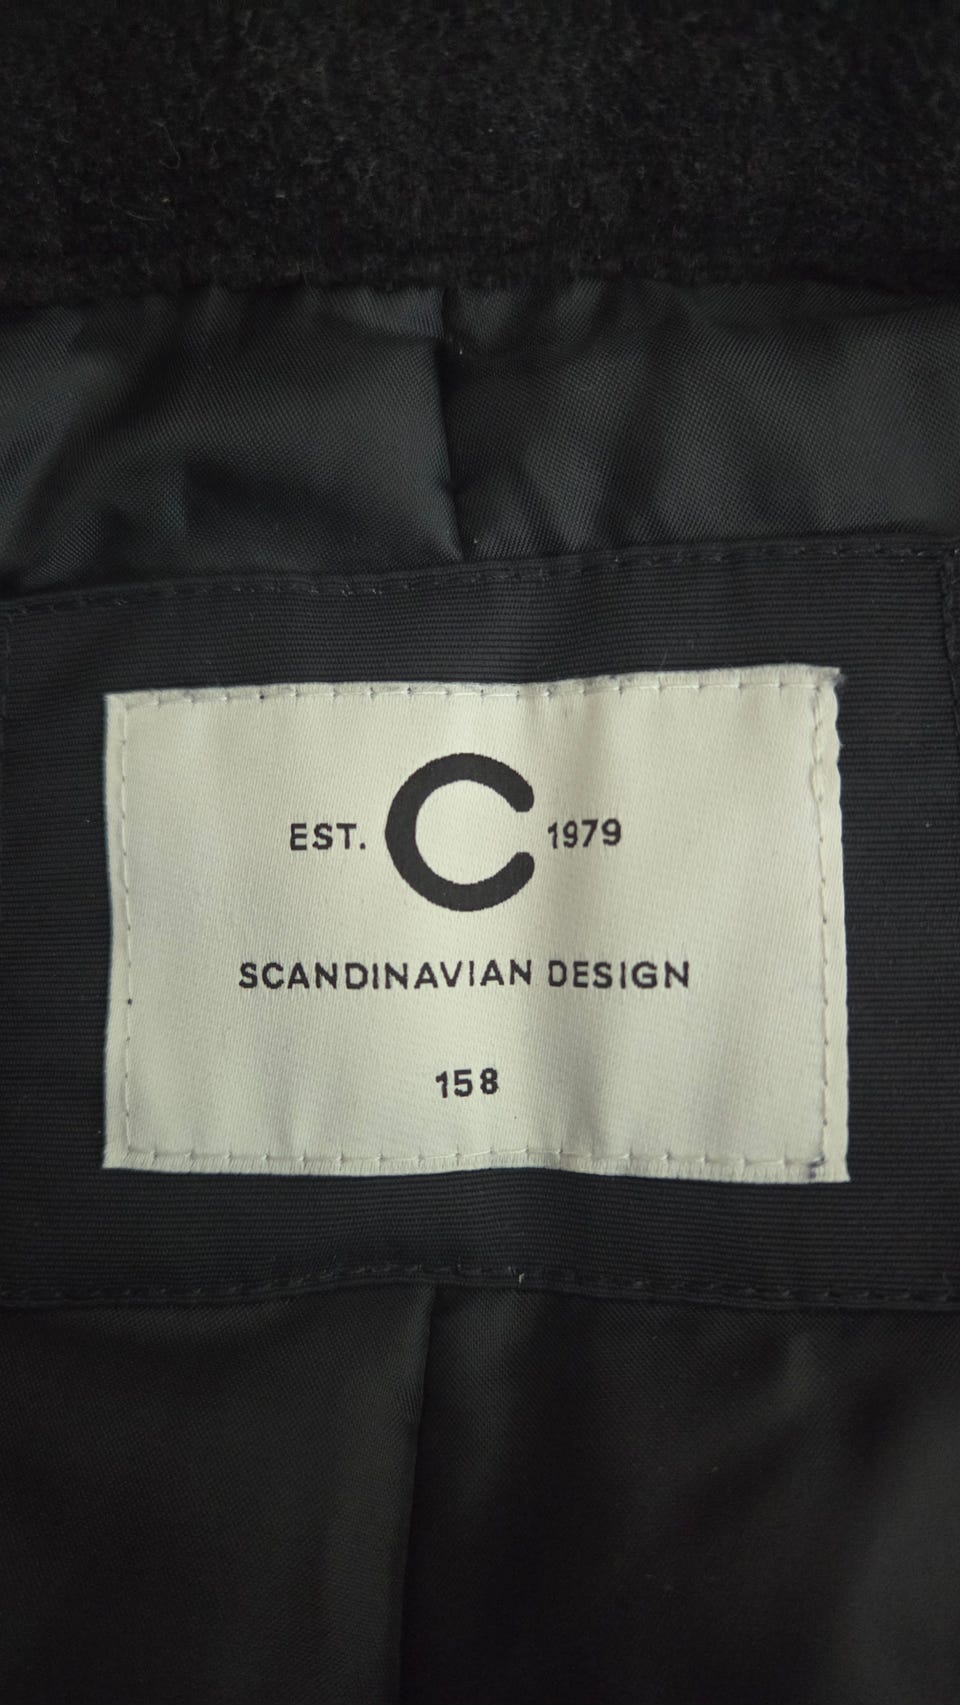 EST. C 1979
SCANDINAVIAN DESIGN
158